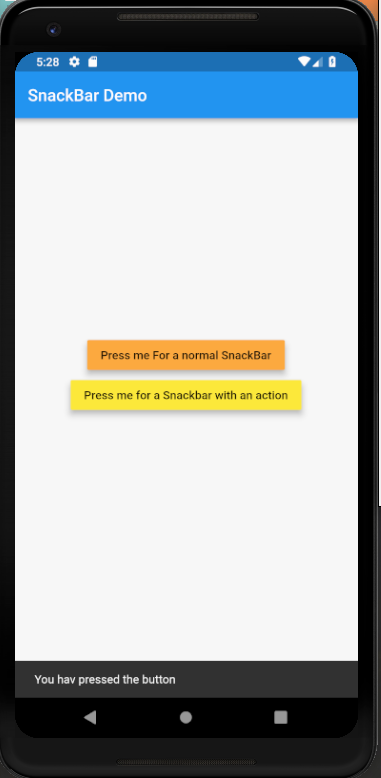 5:28
SnackBar Demo
Press me For a normal SnackBar
Press me for a Snackbar with an action
You hav pressed the button